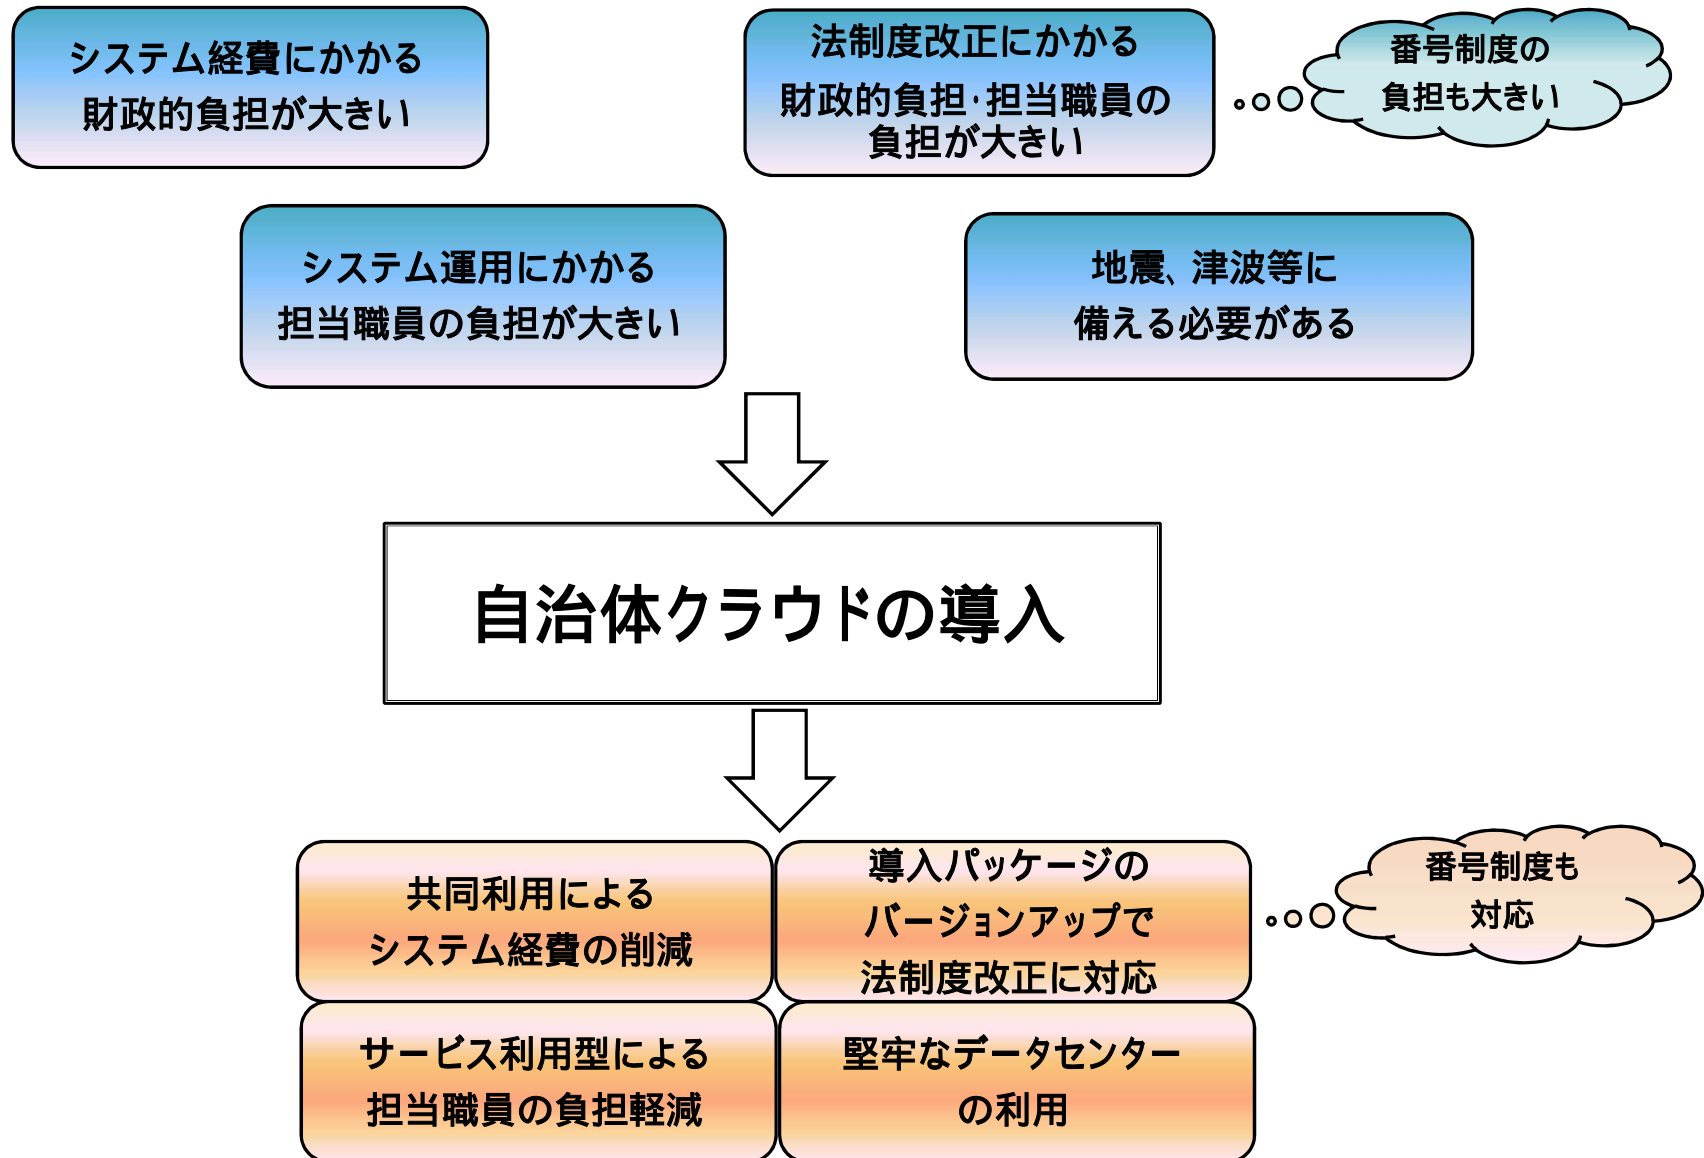 システム経費にかかる
財政的負担が大きい
法制度改正にかかる
財政的負担・担当職員の
負担が大きい
番号制度の
負担も大きい
システム運用にかかる
担当職員の負担が大きい
地震、津波等に
備える必要がある
自治体クラウドの導入
共同利用による
システム経費の削減
導入パッケージの
バージョンアップで
法制度改正に対応
番号制度も
対応
サービス利用型による
担当職員の負担軽減
堅牢なデータセンター
の利用